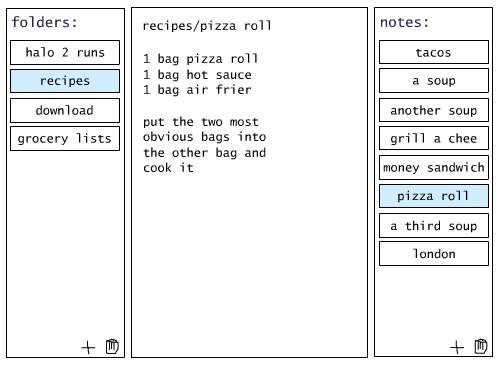 folders:
halo 2 runs
recipes
download
grocery lists
recipes/pizza roll
1 bag pizza roll
1 bag hot sauce
1 bag air frier
put the two most
obvious bags into
the other bag and
cook it
notes:
tacos
a soup
another soup
grill a chee
money sandwich
pizza roll
a third soup
london